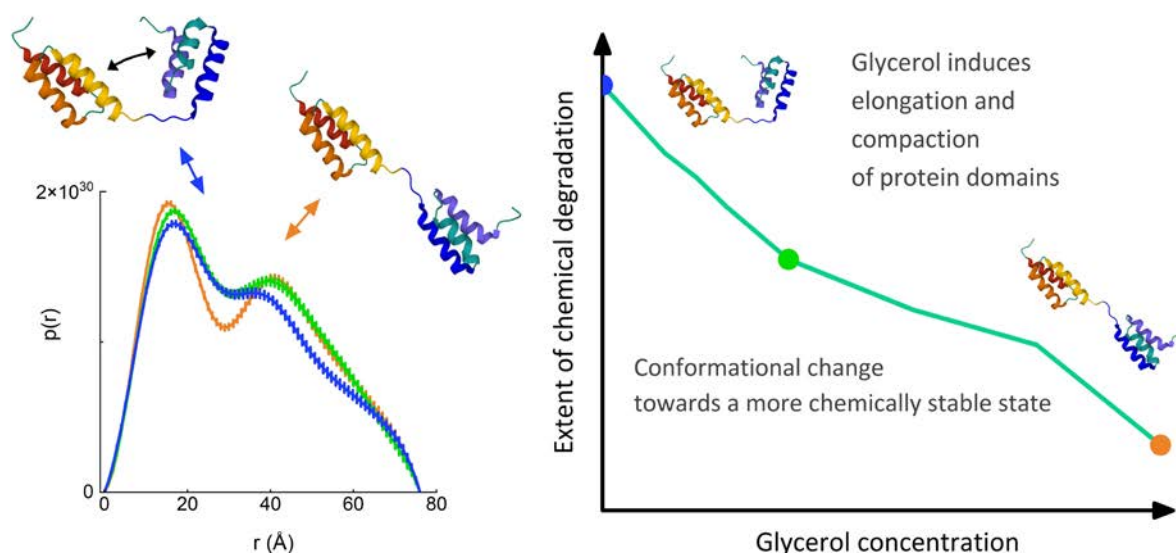 2×10³⁰
p(r)
0
0
20
40
60
80
r (Å)
Extent of chemical degradation
Glycerol induces
elongation and
compaction
of protein domains
Conformational change
towards a more chemically stable state
Glycerol concentration